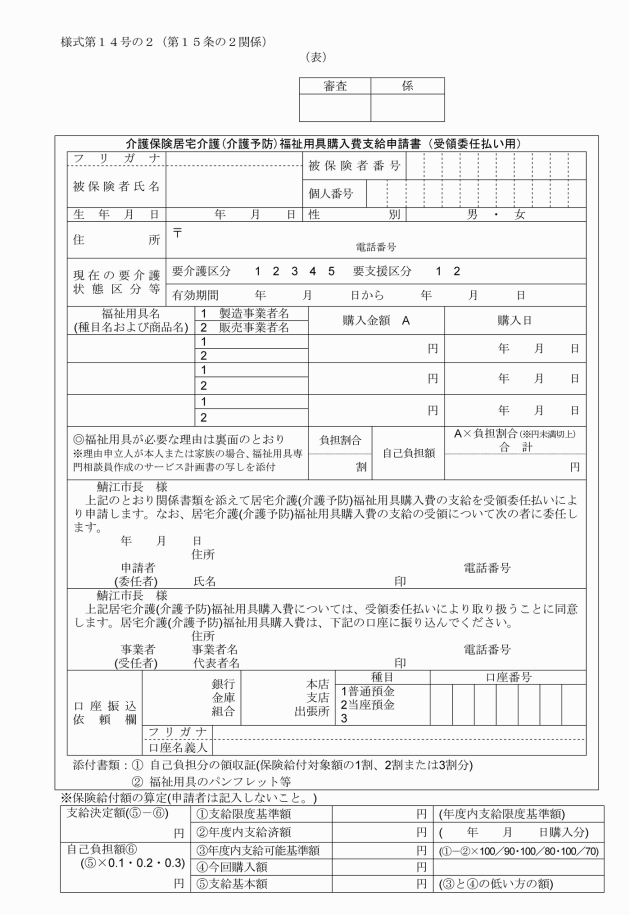 様式第１４号の２（第１５条の２関係）
（表）
審査 係
介護保険居宅介護(介護予防)福祉用具購入費支給申請書（受領委任払い用）
フリガナ
被保険者番号
被保険者氏名
個人番号
生年月日 年 月 日 性別 男・女
住所 〒
電話番号
現在の要介護状態区分等
要介護区分 1 2 3 4 5 要支援区分 1 2
有効期間 年 月 日から 年 月 日
福祉用具名
(種目名および商品名)
1 製造事業者名
2 販売事業者名
購入金額 A
購入日
1
2
円 年 月 日
1
2
円 年 月 日
1
2
円 年 月 日
◎福祉用具が必要な理由は裏面のとおり
※理由申立人が本人または家族の場合、福祉用具専
門相談員作成のサービス計画書の写しを添付
負担割合
割
自己負担額
A×負担割合(※円未満切上)
合 計
円
鯖江市長 様
上記のとおり関係書類を添えて居宅介護(介護予防)福祉用具購入費の支給を受領委任払いによ
り申請します。なお、居宅介護(介護予防)福祉用具購入費の支給の受領について次の者に委任し
ます。
年 月 日
住所
申請者 電話番号
(委任者) 氏名 印
鯖江市長 様
上記居宅介護(介護予防)福祉用具購入費については、受領委任払いにより取り扱うことに同意
します。居宅介護(介護予防)福祉用具購入費は、下記の口座に振り込んでください。
住所
事業者 事業者名 電話番号
(受任者) 代表者名 印
口座振込
依頼欄
銀行
金庫
組合
本店
支店
出張所
種目
1普通預金
2当座預金
3
口座番号
フリガナ
口座名義人
添付書類：① 自己負担分の領収証(保険給付対象額の1割、2割または3割分)
② 福祉用具のパンフレット等
※保険給付額の算定(申請者は記入しないこと。)
支給決定額(⑤－⑥)
円
①支給限度基準額 円 (年度内支給限度基準額)
②年度内支給済額 円 ( 年 月 日購入分)
自己負担額⑥
(⑤×0.1・0.2・0.3)
円
③年度内支給可能基準額 円 (①－②×100／90・100／80・100／70)
④今回購入額 円
⑤支給基本額 円 (③と④の低い方の額)